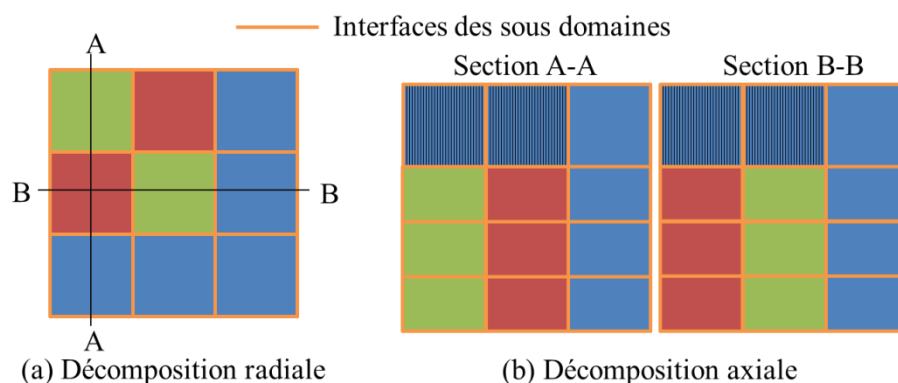 Interfaces des sous domaines
A
Section A-A
Section B-B
B
B
A
(a) Décomposition radiale
(b) Décomposition axiale